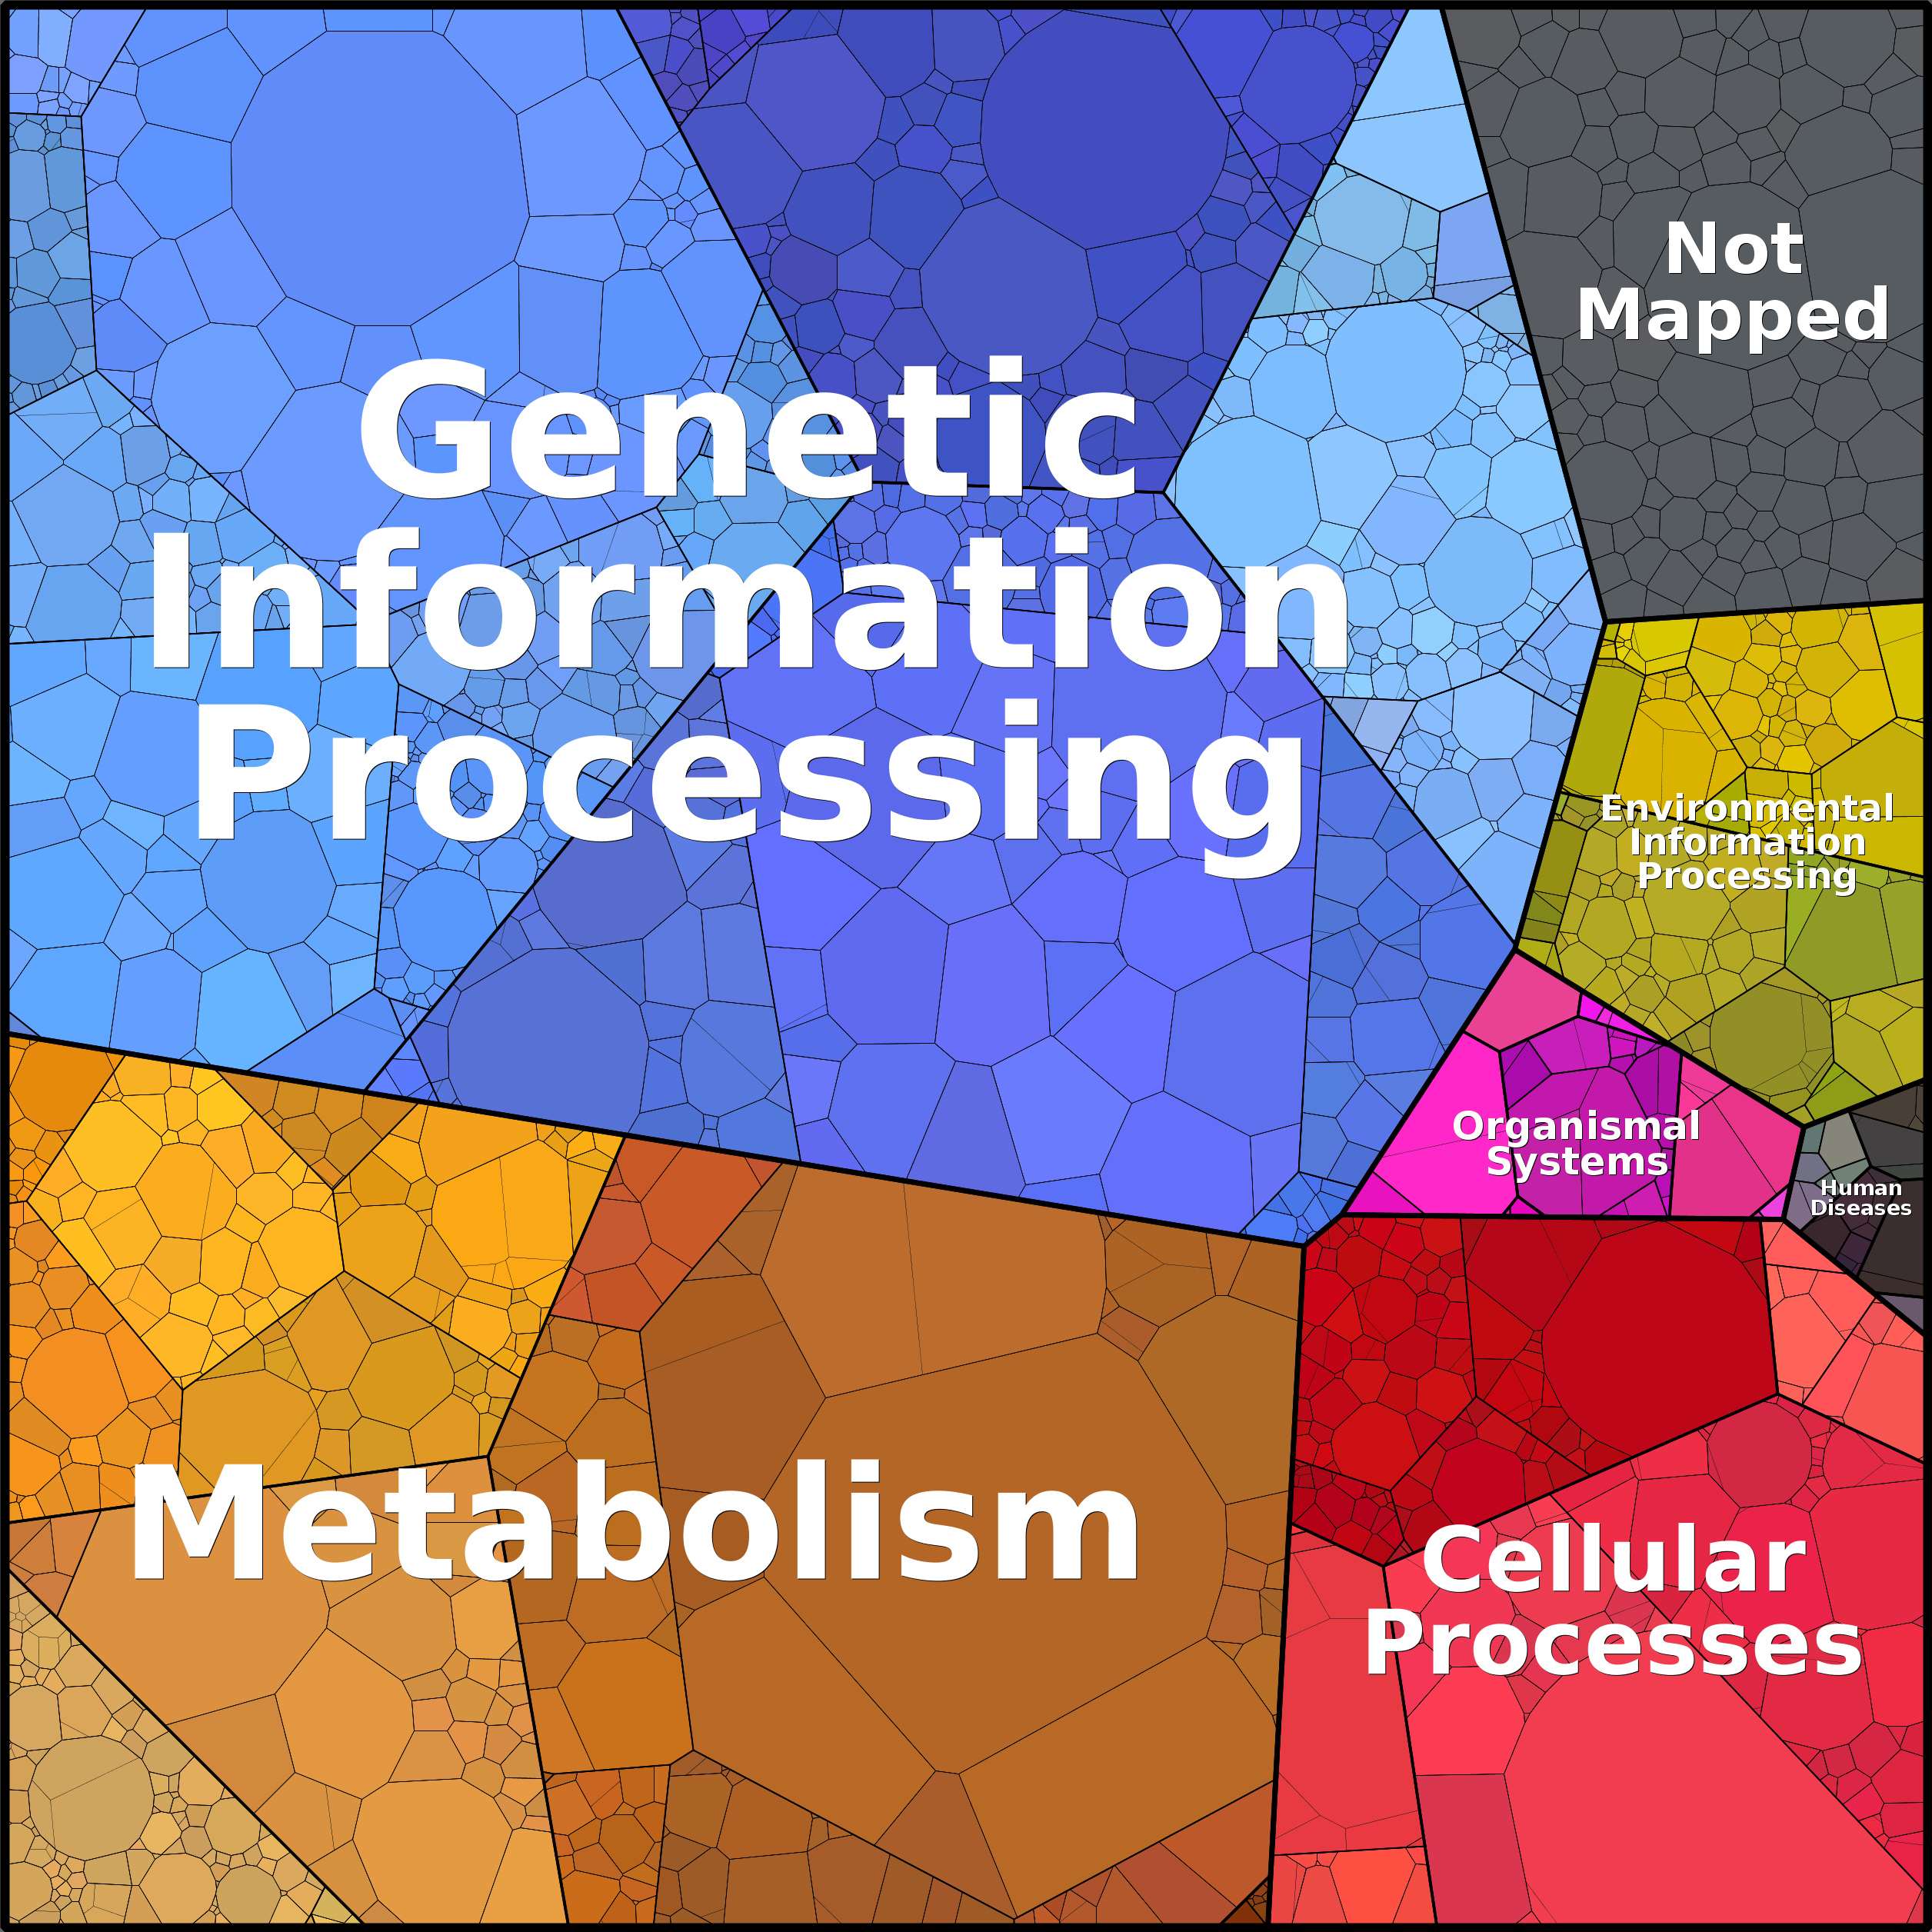 Genetic
Information
Processing
Not
Mapped
Environmental
Information
Processing
Organismal
Systems
Human
Diseases
Metabolism
Cellular
Processes